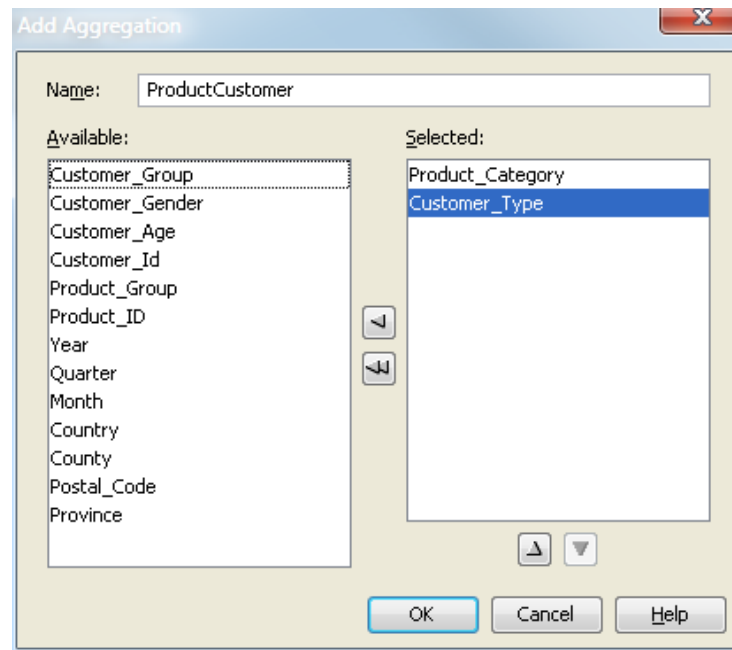 Add Aggregation
Name: ProductCustomer
Available:
Customer_Group
Customer_Gender
Customer_Age
Customer_Id
Product_Group
Product_ID
Year
Quarter
Month
Country
County
Postal_Code
Province
Selected:
Product_Category
Customer_Type
OK Cancel Help